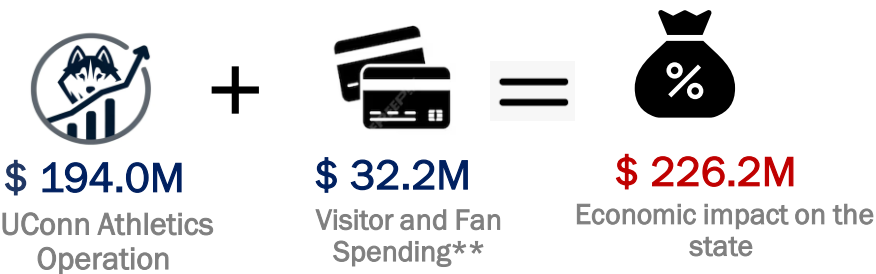 $ 194.0M
UConn Athletics
Operation
$ 32.2M
Visitor and Fan
Spending**
$ 226.2M
Economic impact on the
state